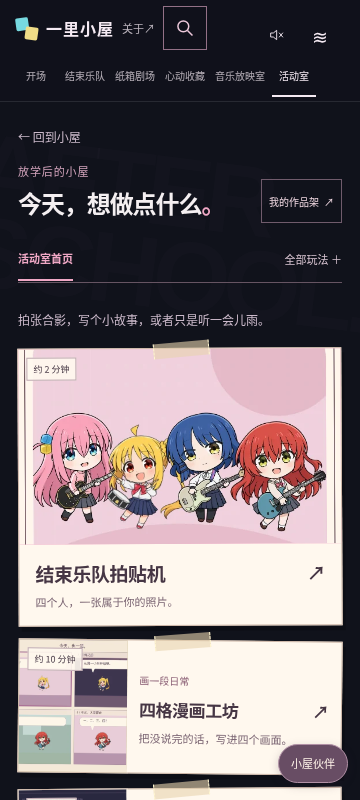 一里小屋
关于↗
开场 结束乐队 纸箱剧场 心动收藏 音乐放映室 活动室
← 回到小屋
放学后的小屋
今天，想做点什么。
我的作品架 ↗
活动室首页
全部玩法 +
拍张合影，写个小故事，或者只是听一会儿雨。
约 2 分钟
结束乐队拍贴机 ↗
四个人，一张属于你的照片。
约 10 分钟
画一段日常
四格漫画工坊 ↗
把没说完的话，写进四个画面。
小屋伙伴